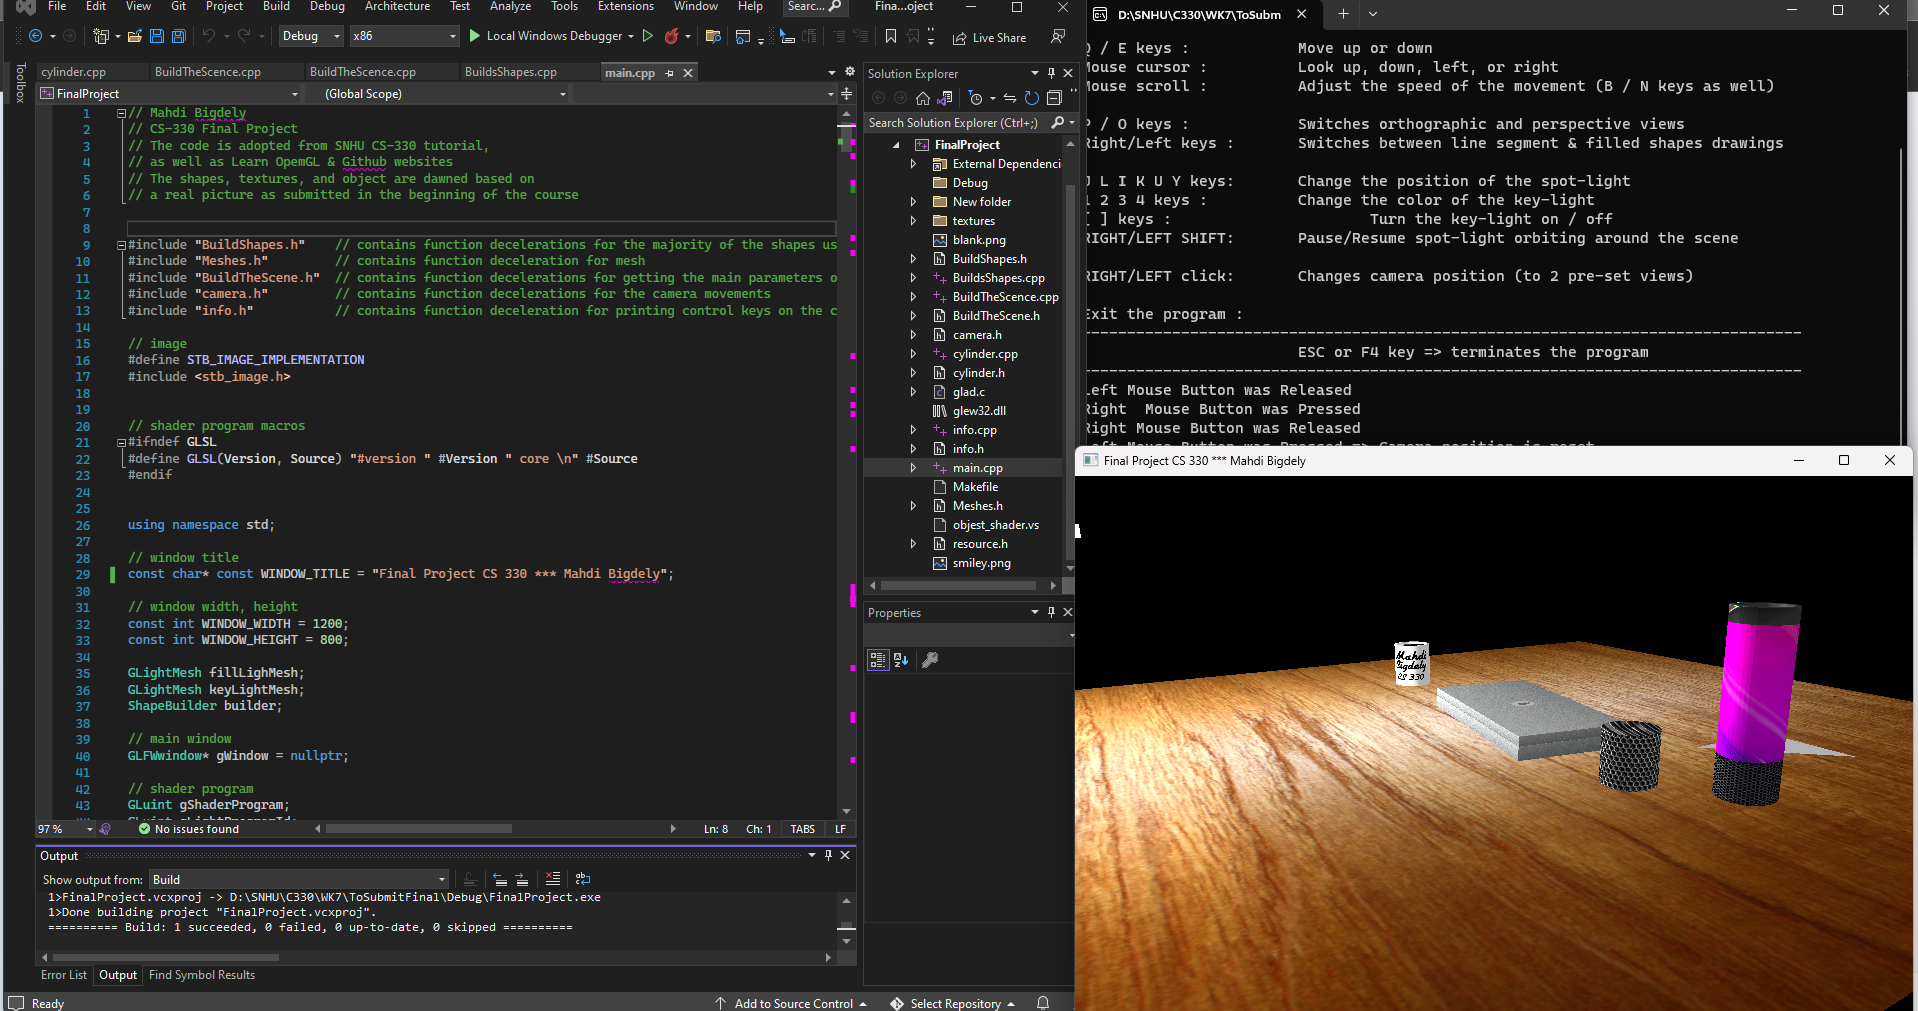 File Edit View Git Project Build Debug Test Analyze Tools Extensions Window Help Searc... Fina...oject
Architecture
Debug x86 Local Windows Debugger Live Share
Toolbox
cylinder.cpp BuildTheScence.cpp BuildTheScence.cpp BuildsShapes.cpp main.cpp
FinalProject (Global Scope)
1 // Mahdi Bigdely
2 // CS-330 Final Project
3 // The code is adopted from SNHU CS-330 tutorial,
4 // as well as Learn OpemGL & Github websites
5 // The shapes, textures, and object are dawned based on
6 // a real picture as submitted in the beginning of the course
7
8
9 #include "BuildShapes.h" // contains function decelerations for the majority of the shapes us
10 #include "Meshes.h" // contains function deceleration for mesh
11 #include "BuildTheScene.h" // contains function decelerations for getting the main parameters o
12 #include "camera.h" // contains function decelerations for the camera movements
13 #include "info.h" // contains function deceleration for printing control keys on the c
14
15 // image
16 #define STB_IMAGE_IMPLEMENTATION
17 #include <stb_image.h>
18
19
20 // shader program macros
21 #ifndef GLSL
22 #define GLSL(Version, Source) "#version " #Version " core \n" #Source
23 #endif
24
25
26 using namespace std;
27
28 // window title
29 const char* const WINDOW_TITLE = "Final Project CS 330 *** Mahdi Bigdely";
30
31 // window width, height
32 const int WINDOW_WIDTH = 1200;
33 const int WINDOW_HEIGHT = 800;
34
35 GLightMesh fillLighMesh;
36 GLightMesh keyLightMesh;
37 ShapeBuilder builder;
38
39 // main window
40 GLFWwindow* gWindow = nullptr;
41
42 // shader program
43 GLuint gShaderProgram;
97 % No issues found Ln: 8 Ch: 1 TABS LF
Output
Show output from: Build
1>FinalProject.vcxproj -> D:\SNHU\C330\WK7\ToSubmitFinal\Debug\FinalProject.exe
1>Done building project "FinalProject.vcxproj".
========== Build: 1 succeeded, 0 failed, 0 up-to-date, 0 skipped ==========
Error List Output Find Symbol Results
Ready Add to Source Control Select Repository
Solution Explorer
Search Solution Explorer (Ctrl+;)
FinalProject
External Dependenci
Debug
New folder
textures
blank.png
BuildShapes.h
BuildsShapes.cpp
BuildTheScence.cpp
BuildTheScene.h
camera.h
cylinder.cpp
cylinder.h
glad.c
glew32.dll
info.cpp
info.h
main.cpp
Makefile
Meshes.h
objest_shader.vs
resource.h
smiley.png
Properties
D:\SNHU\C330\WK7\ToSubmi
Q / E keys : Move up or down
Mouse cursor : Look up, down, left, or right
Mouse scroll : Adjust the speed of the movement (B / N keys as well)
P / O keys : Switches orthographic and perspective views
Right/Left keys : Switches between line segment & filled shapes drawings
J L I K U Y keys: Change the position of the spot-light
1 2 3 4 keys : Change the color of the key-light
[ ] keys : Turn the key-light on / off
RIGHT/LEFT SHIFT: Pause/Resume spot-light orbiting around the scene
RIGHT/LEFT click: Changes camera position (to 2 pre-set views)
Exit the program :
ESC or F4 key => terminates the program
Left Mouse Button was Released
Right  Mouse Button was Pressed
Right Mouse Button was Released
Left Mouse Button was Pressed => Camera position is reset
Final Project CS 330 *** Mahdi Bigdely
Mahdi
Bigdely
CS 330